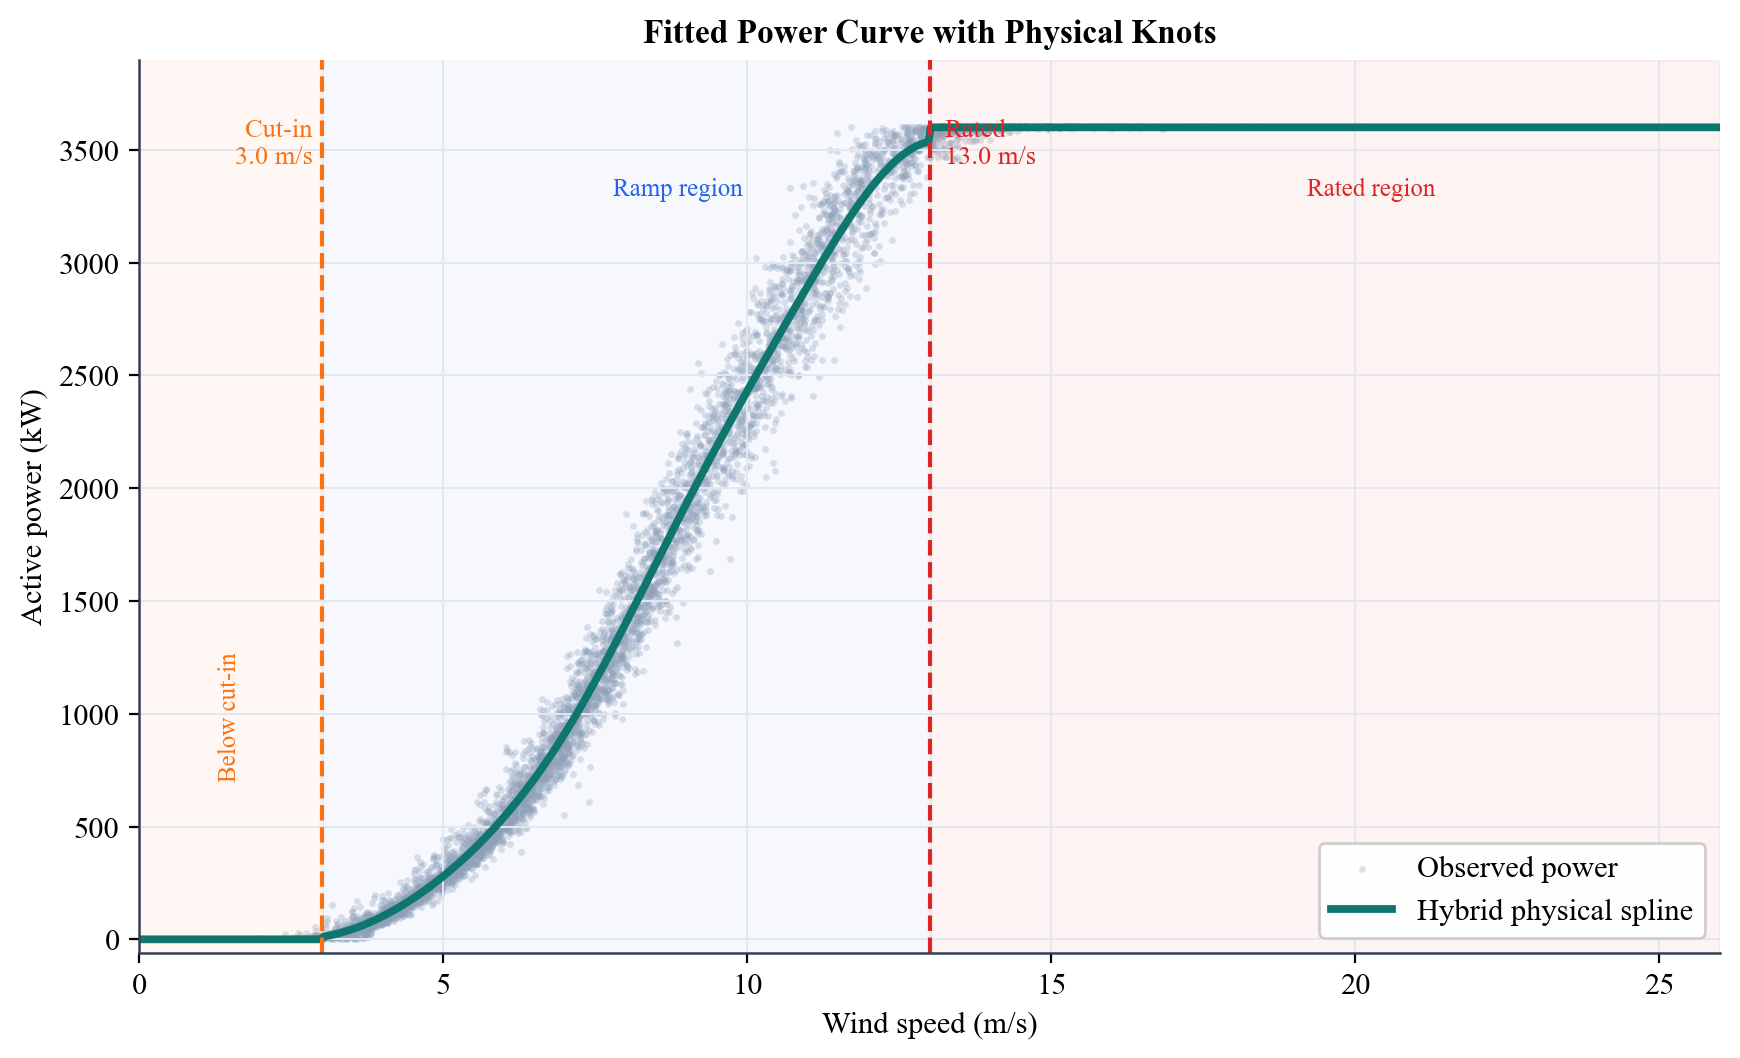 Fitted Power Curve with Physical Knots
Cut-in
3.0 m/s
Rated
13.0 m/s
Ramp region
Rated region
Below cut-in
Active power (kW)
3500
3000
2500
2000
1500
1000
500
0
Observed power
Hybrid physical spline
0
5
10
15
20
25
Wind speed (m/s)